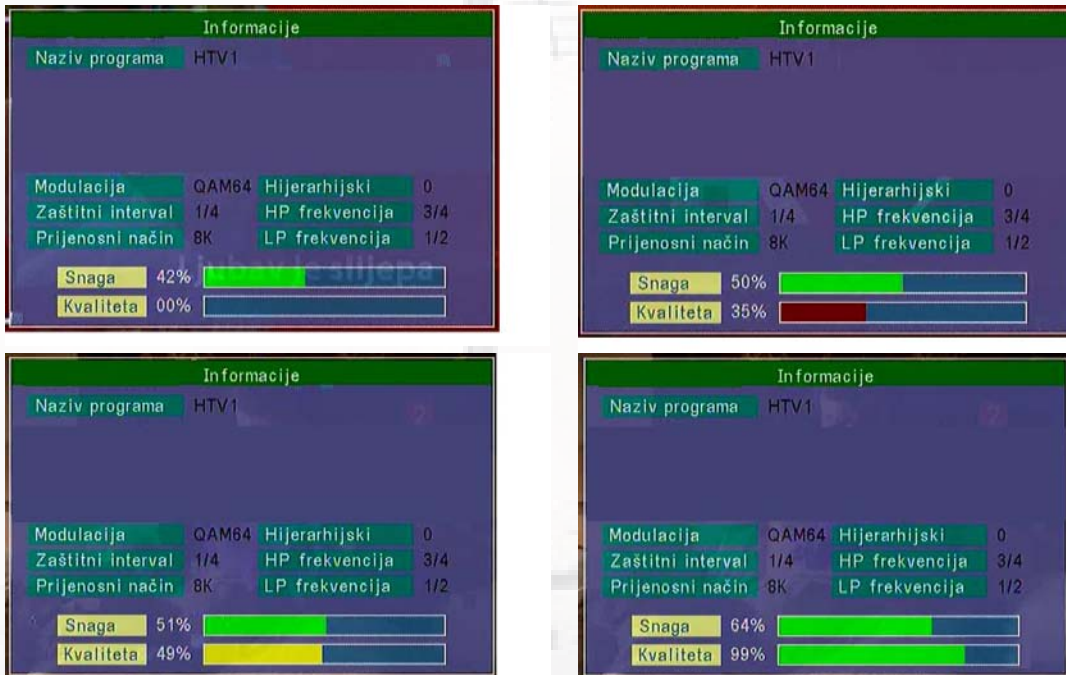 Informacije
Naziv programa HTV1
Modulacija QAM64 Hijerarhijski 0
Zaštitni interval 1/4 HP frekvencija 3/4
Prijenosni način 8K LP frekvencija 1/2
Ljubav je slijepa
Snaga 42%
Kvaliteta 00%
Informacije
Naziv programa HTV1
Modulacija QAM64 Hijerarhijski 0
Zaštitni interval 1/4 HP frekvencija 3/4
Prijenosni način 8K LP frekvencija 1/2
Snaga 50%
Kvaliteta 35%
Informacije
Naziv programa HTV1
2
Modulacija QAM64 Hijerarhijski 0
Zaštitni interval 1/4 HP frekvencija 3/4
Prijenosni način 8K LP frekvencija 1/2
Snaga 51%
Kvaliteta 49%
Informacije
Naziv programa HTV1
2
Modulacija QAM64 Hijerarhijski 0
Zaštitni interval 1/4 HP frekvencija 3/4
Prijenosni način 8K LP frekvencija 1/2
Snaga 64%
Kvaliteta 99%